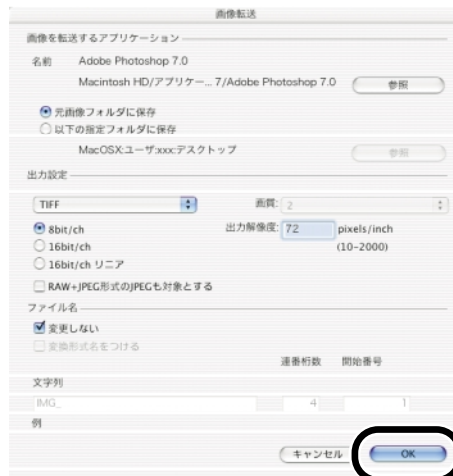 画像転送
画像を転送するアプリケーション
名前 Adobe Photoshop 7.0
Macintosh HD/アプリケー... 7/Adobe Photoshop 7.0 参照
元画像フォルダに保存
以下の指定フォルダに保存
MacOSX:ユーザ:xxx:デスクトップ 参照
出力設定
TIFF 画質: 2
8bit/ch 出力解像度: 72 pixels/inch
16bit/ch (10-2000)
16bit/ch リニア
RAW+JPEG形式のJPEGも対象とする
ファイル名
変更しない
変換形式名をつける
連番桁数 開始番号
文字列
IMG_ 4 1
例
キャンセル OK